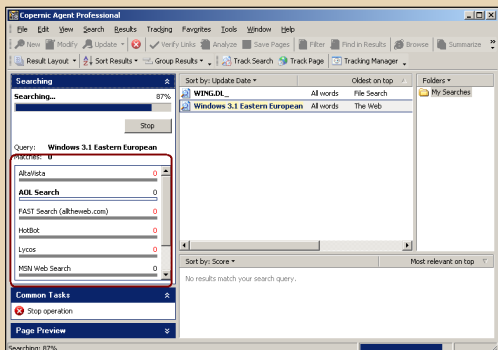 Copernic Agent Professional
File Edit View Search Results Tracking Favorites Tools Window Help
New Modify Update Verify Links Analyze Save Pages Filter Find in Results Browse Summarize
Result Layout Sort Results Group Results Track Search Track Page Tracking Manager
Searching
Searching... 87%
Stop
Query: Windows 3.1 Eastern European
Matches: 0
AltaVista 0
AOL Search 0
FAST Search (alltheweb.com) 0
HotBot 0
Lycos 0
MSN Web Search 0
Common Tasks
Stop operation
Page Preview
Searching: 87%
Sort by: Update Date Oldest on top
WING.DL_ All words File Search
Windows 3.1 Eastern European All words The Web
Sort by: Score Most relevant on top
No results match your search query.
Folders
My Searches